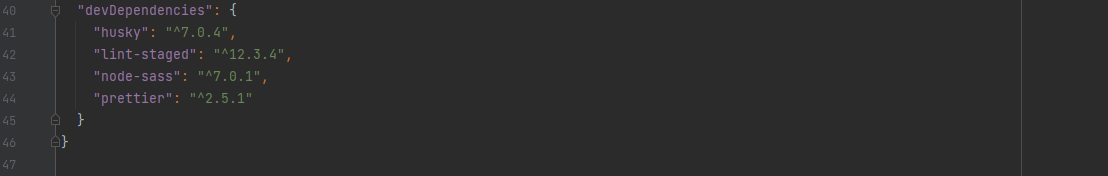 40 "devDependencies": {
41 "husky": "^7.0.4",
42 "lint-staged": "^12.3.4",
43 "node-sass": "^7.0.1",
44 "prettier": "^2.5.1"
45 }
46 }
47